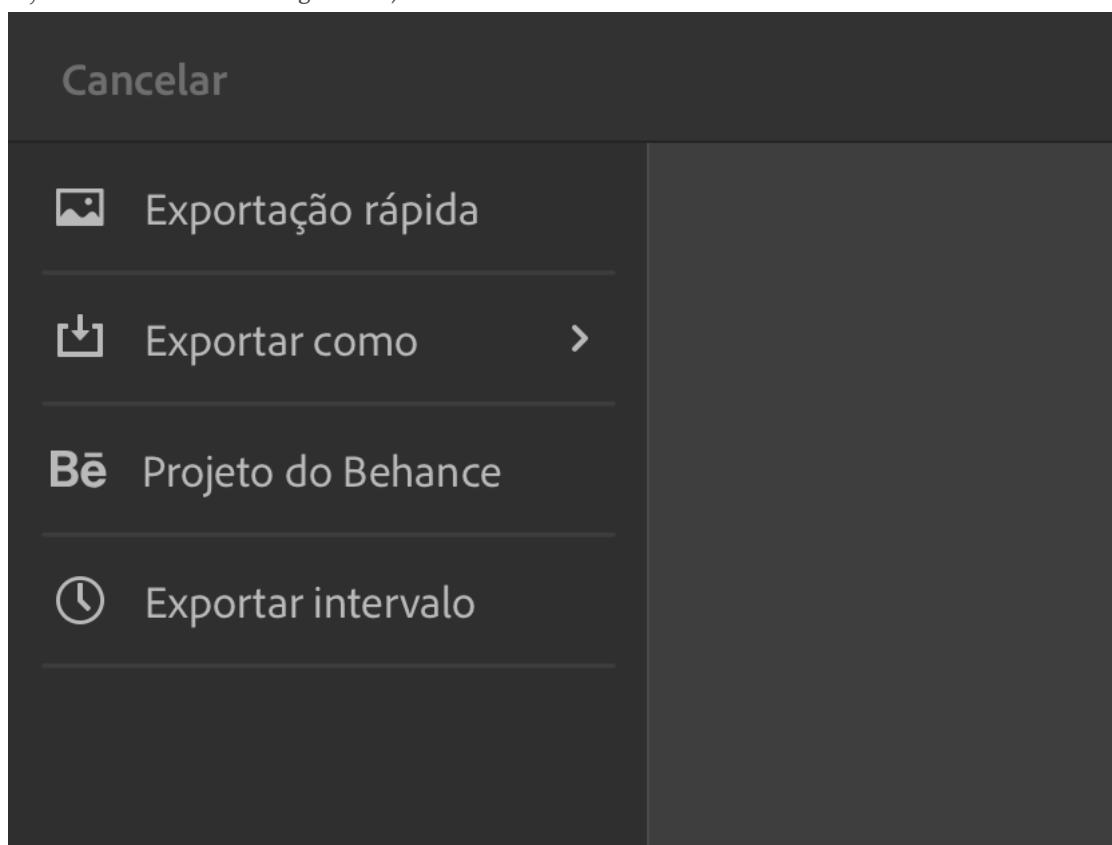 Cancelar
Exportação rápida
Exportar como
Bē Projeto do Behance
Exportar intervalo